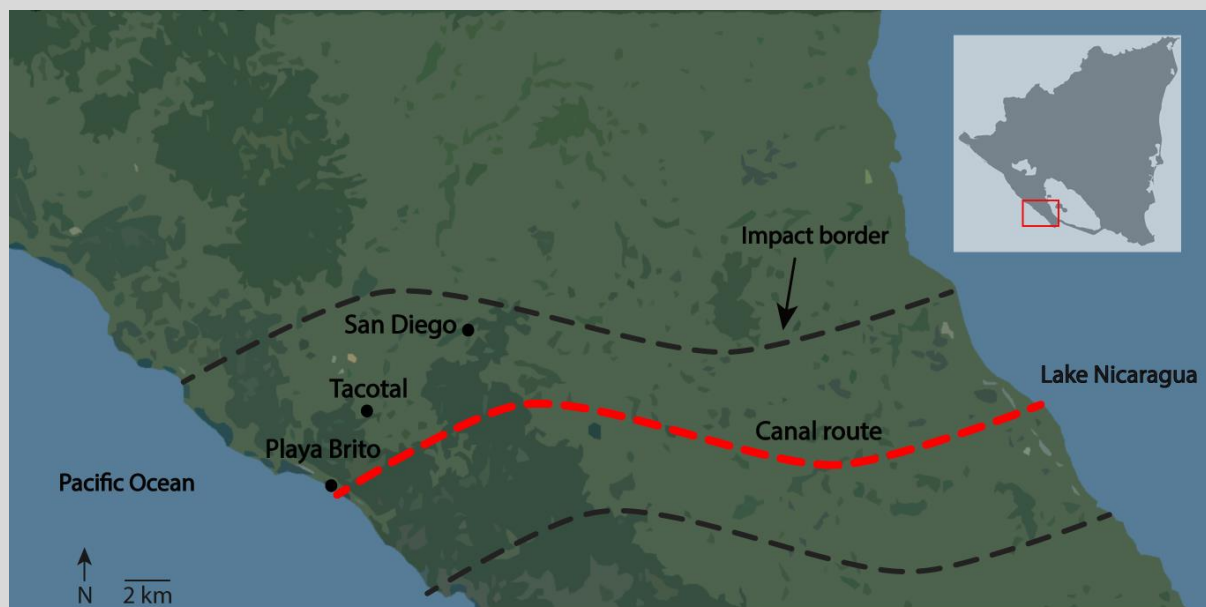 Impact border
San Diego
Lake Nicaragua
Tacotal
Canal route
Playa Brito
Pacific Ocean
N
2 km